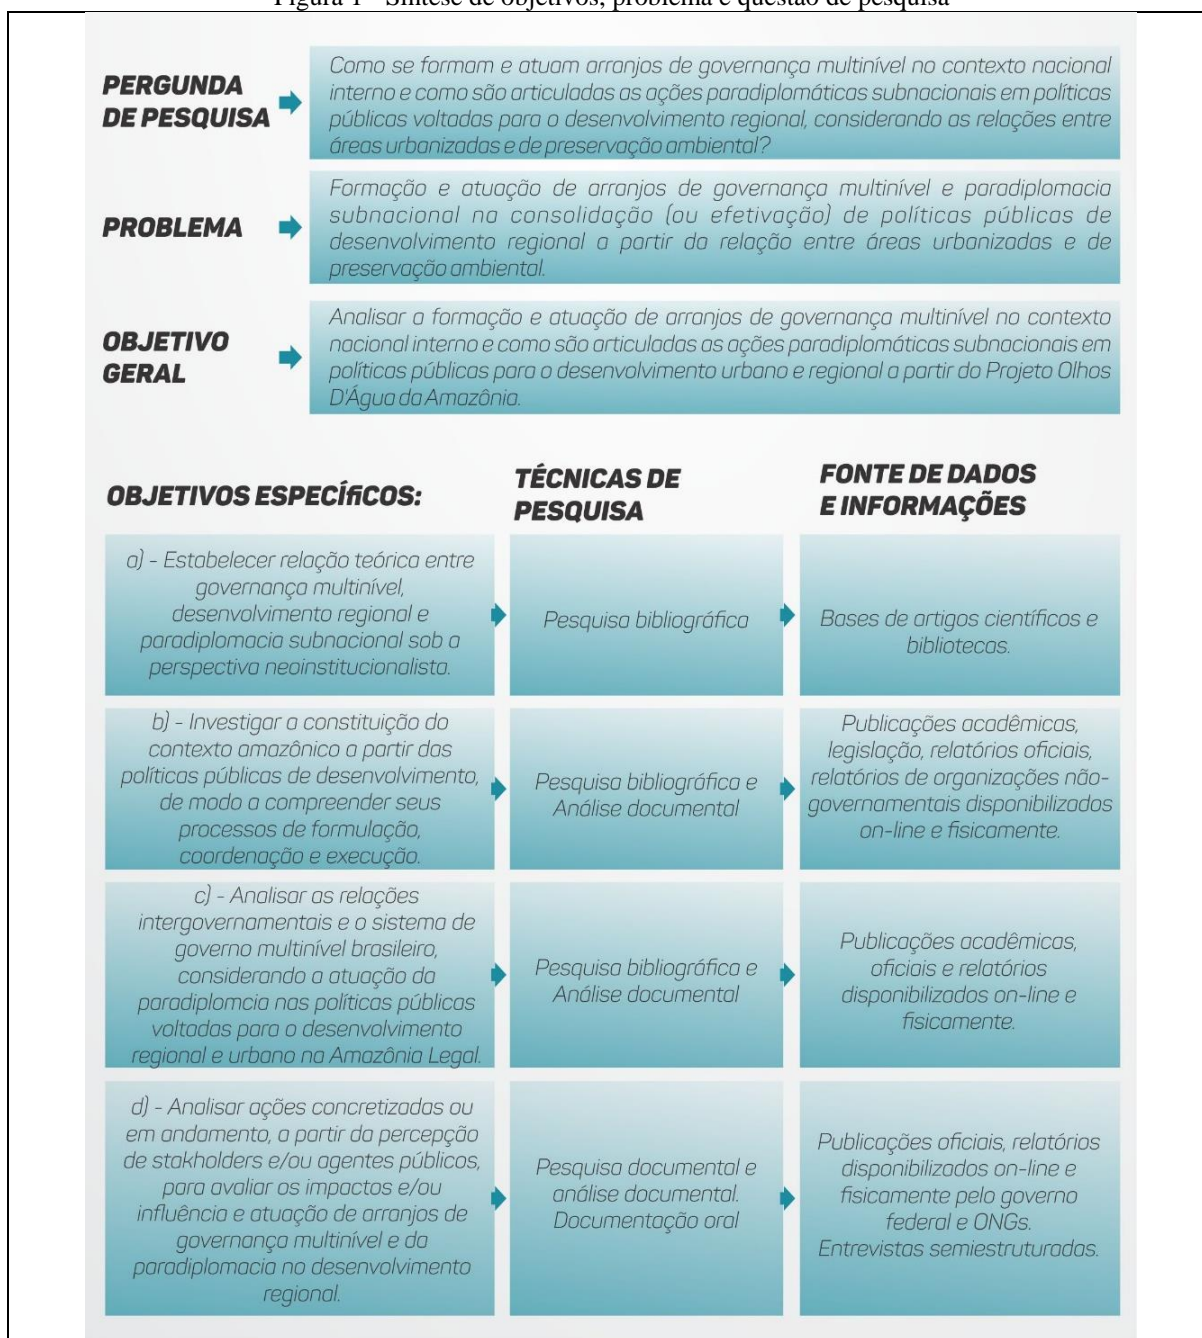 Figura 1 - Síntese de objetivos, problema e questão de pesquisa
PERGUNDA
DE PESQUISA
Como se formam e atuam arranjos de governança multinível no contexto nacional
interno e como são articuladas as ações paradiplomáticas subnacionais em políticas
públicas voltadas para o desenvolvimento regional, considerando as relações entre
áreas urbanizadas e de preservação ambiental?
PROBLEMA
Formação e atuação de arranjos de governança multinível e paradiplomacia
subnacional na consolidação (ou efetivação) de políticas públicas de
desenvolvimento regional a partir da relação entre áreas urbanizadas e de
preservação ambiental.
OBJETIVO
GERAL
Analisar a formação e atuação de arranjos de governança multinível no contexto
nacional interno e como são articuladas as ações paradiplomáticas subnacionais em
políticas públicas para o desenvolvimento urbano e regional a partir do Projeto Olhos
D'Água da Amazônia.
OBJETIVOS ESPECÍFICOS:
TÉCNICAS DE
PESQUISA
FONTE DE DADOS
E INFORMAÇÕES
a) - Estabelecer relação teórica entre
governança multinível,
desenvolvimento regional e
paradiplomacia subnacional sob a
perspectiva neoinstitucionalista.
Pesquisa bibliográfica
Bases de artigos científicos e
bibliotecas.
b) - Investigar a constituição do
contexto amazônico a partir das
políticas públicas de desenvolvimento,
de modo a compreender seus
processos de formulação,
coordenação e execução.
Pesquisa bibliográfica e
Análise documental
Publicações acadêmicas,
legislação, relatórios oficiais,
relatórios de organizações não-
governamentais disponibilizados
on-line e fisicamente.
c) - Analisar as relações
intergovernamentais e o sistema de
governo multinível brasileiro,
considerando a atuação da
paradiplomcia nas políticas públicas
voltadas para o desenvolvimento
regional e urbano na Amazônia Legal.
Pesquisa bibliográfica e
Análise documental
Publicações acadêmicas,
oficiais e relatórios
disponibilizados on-line e
fisicamente.
d) - Analisar ações concretizadas ou
em andamento, a partir da percepção
de stakholders e/ou agentes públicos,
para avaliar os impactos e/ou
influência e atuação de arranjos de
governança multinível e da
paradiplomacia no desenvolvimento
regional.
Pesquisa documental e
análise documental.
Documentação oral
Publicações oficiais, relatórios
disponibilizados on-line e
fisicamente pelo governo
federal e ONGs.
Entrevistas semiestruturadas.